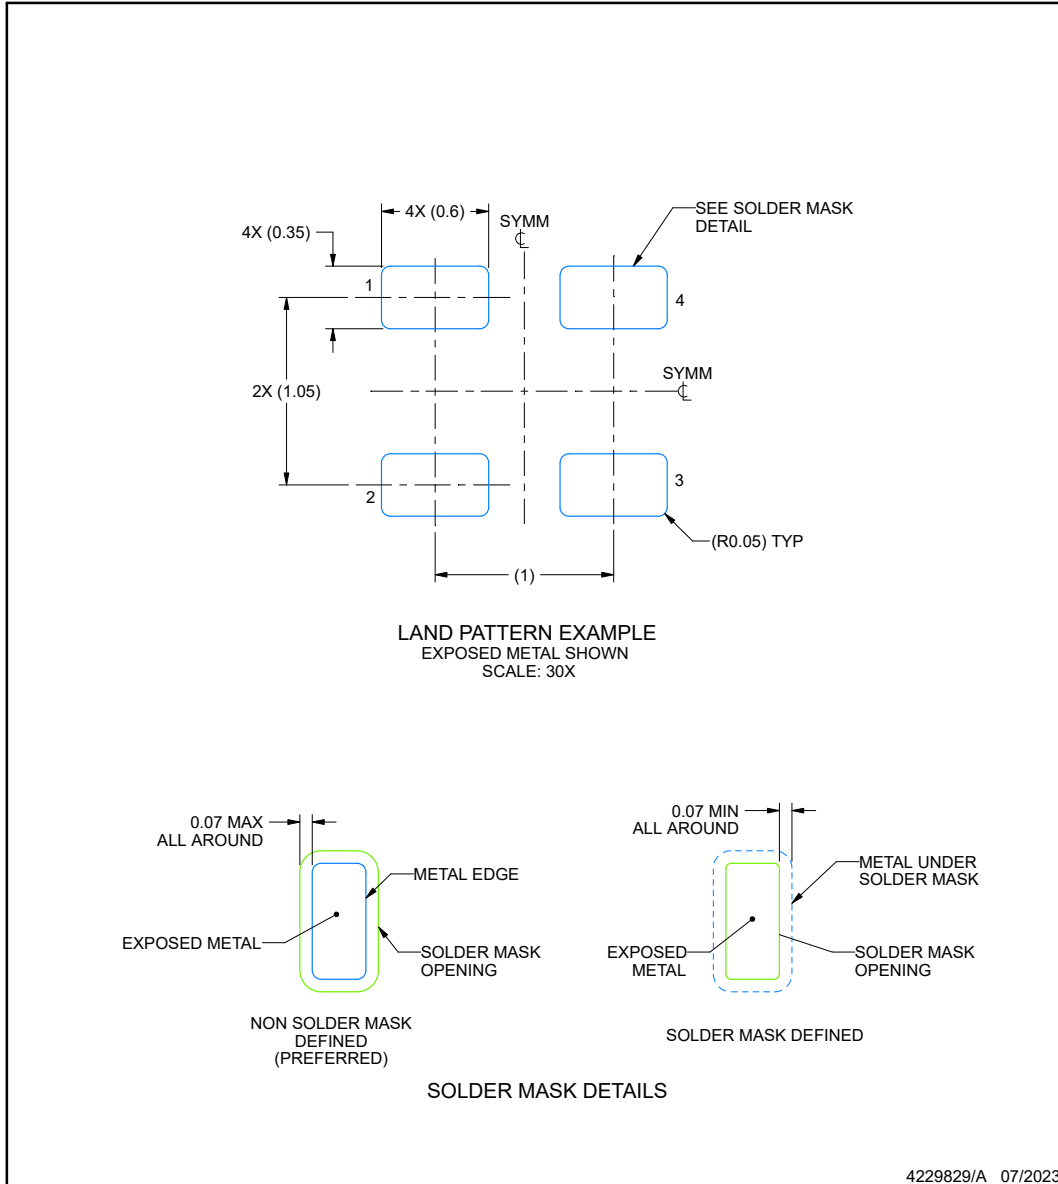 4X (0.6)
SYMM
SEE SOLDER MASK
DETAIL
4X (0.35)
1
4
SYMM
2X (1.05)
2
3
(R0.05) TYP
(1)
LAND PATTERN EXAMPLE
EXPOSED METAL SHOWN
SCALE: 30X
0.07 MAX
ALL AROUND
METAL EDGE
EXPOSED METAL
SOLDER MASK
OPENING
NON SOLDER MASK
DEFINED
(PREFERRED)
0.07 MIN
ALL AROUND
METAL UNDER
SOLDER MASK
EXPOSED
METAL
SOLDER MASK
OPENING
SOLDER MASK DEFINED
SOLDER MASK DETAILS
4229829/A 07/2023